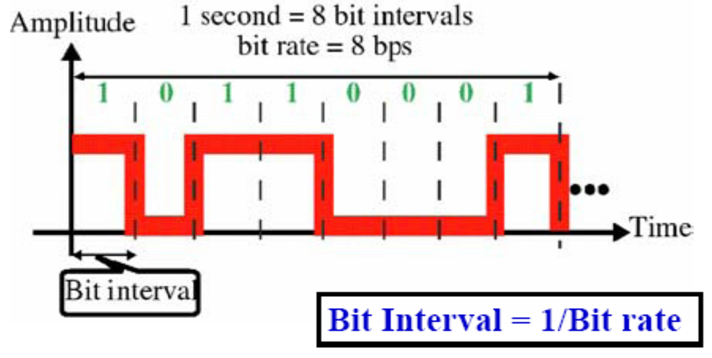 Amplitude
1 second = 8 bit intervals
bit rate = 8 bps
1 0 1 1 0 0 0 1
Time
Bit interval
Bit Interval = 1/Bit rate